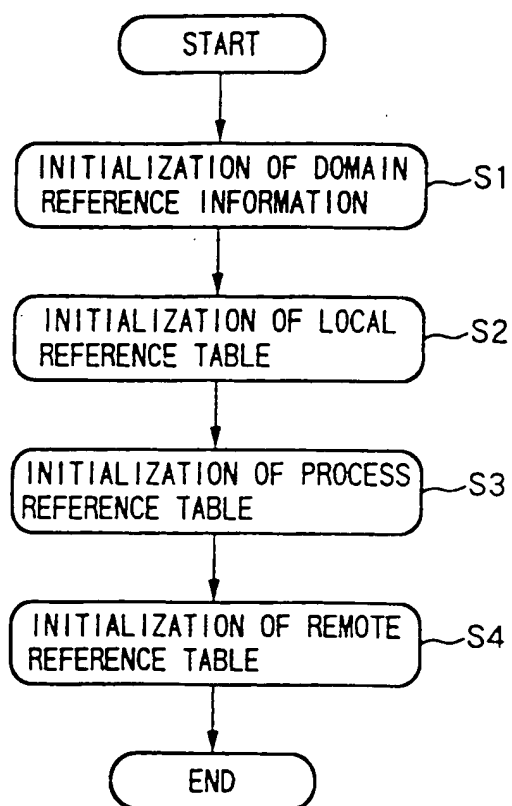 START
INITIALIZATION OF DOMAIN
REFERENCE INFORMATION
S1
INITIALIZATION OF LOCAL
REFERENCE TABLE
S2
INITIALIZATION OF PROCESS
REFERENCE TABLE
S3
INITIALIZATION OF REMOTE
REFERENCE TABLE
S4
END